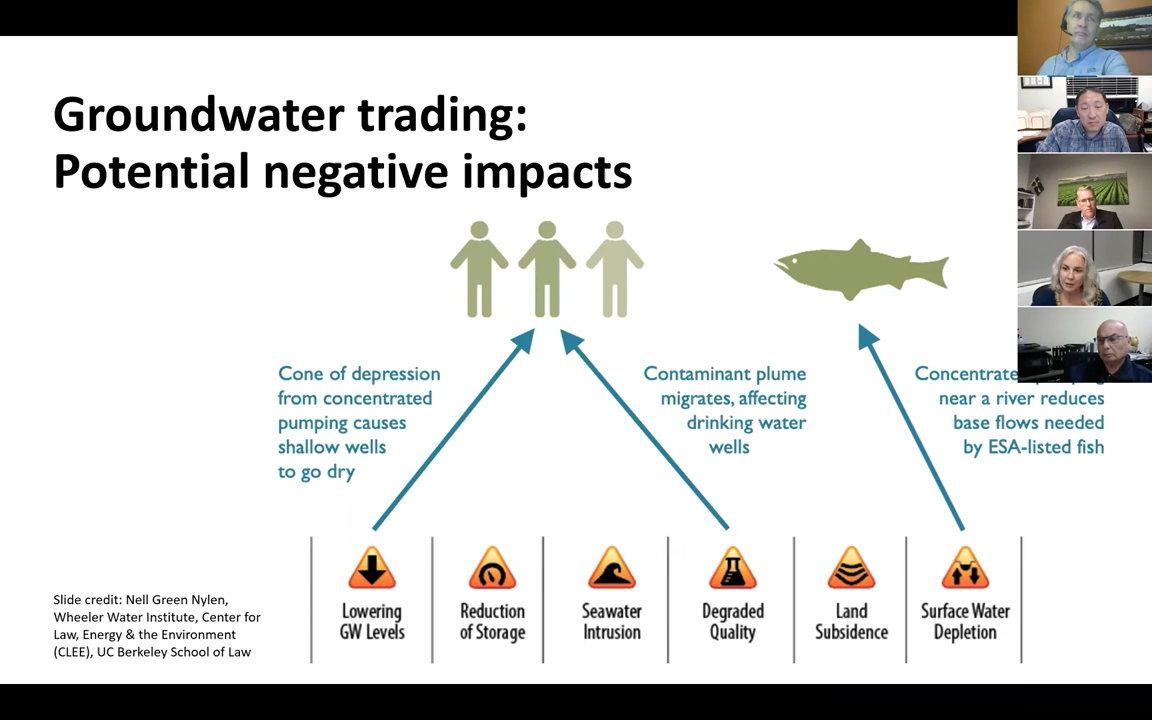 Groundwater trading:
Potential negative impacts
Cone of depression
from concentrated
pumping causes
shallow wells
to go dry
Contaminant plume
migrates, affecting
drinking water
wells
near a river reduces
base flows needed
by ESA-listed fish
Lowering
GW Levels
Reduction
of Storage
Seawater
Intrusion
Degraded
Quality
Land
Subsidence
Surface Water
Depletion
Slide credit: Nell Green Nylen,
Wheeler Water Institute, Center for
Law, Energy & the Environment
(CLEE), UC Berkeley School of Law